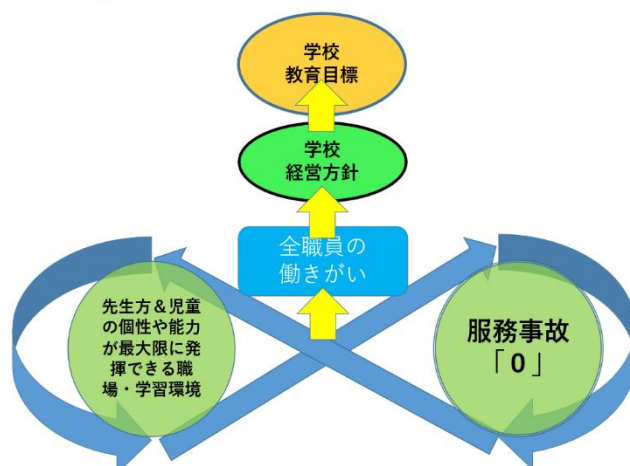 学校
教育目標
学校
経営方針
全職員の
働きがい
先生方＆児童
の個性や能力
が最大限に発
揮できる職
場・学習環境
服務事故
「０」